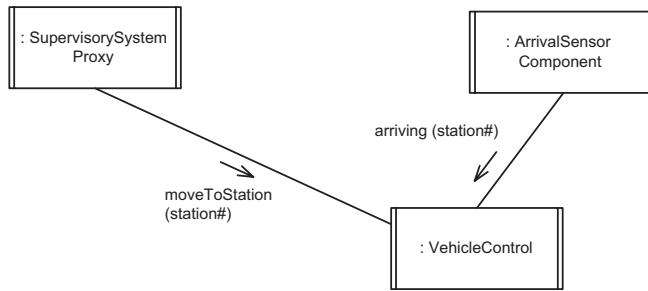 : SupervisorySystem
Proxy
: ArrivalSensor
Component
arriving (station#)
moveToStation
(station#)
: VehicleControl